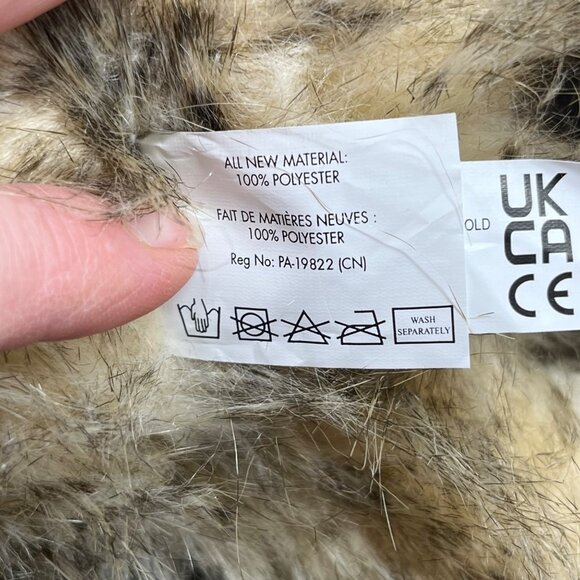 ALL NEW MATERIAL:
100% POLYESTER
FAIT DE MATIÈRES NEUVES :
100% POLYESTER
Reg No: PA-19822 (CN)
WASH
SEPARATELY
OLD
UK
CA
CE